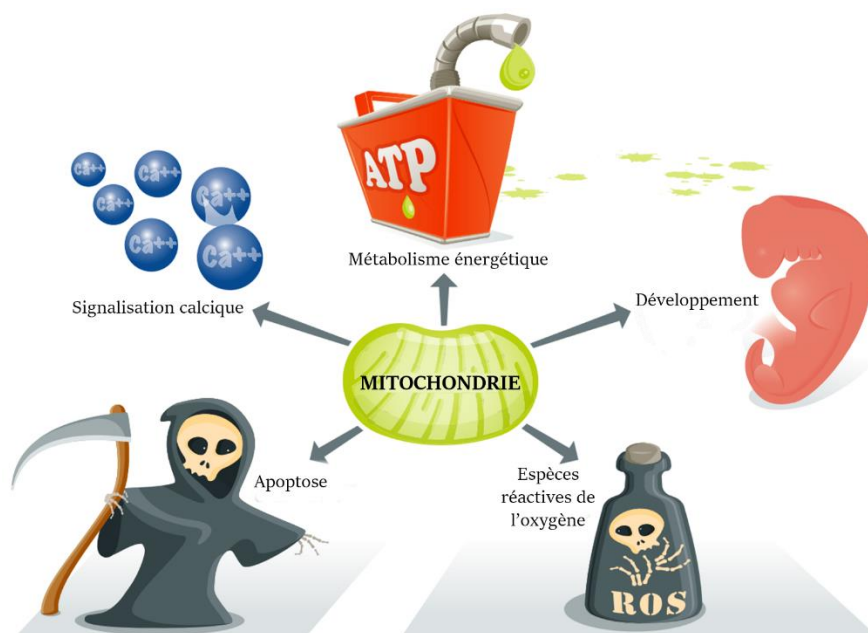 ATP
Ca++
Ca++
Ca++
Ca++
Ca++
Ca++
Métabolisme énergétique
Signalisation calcique
Développement
MITOCHONDRIE
Apoptose
Espèces
réactives de
l’oxygène
ROS